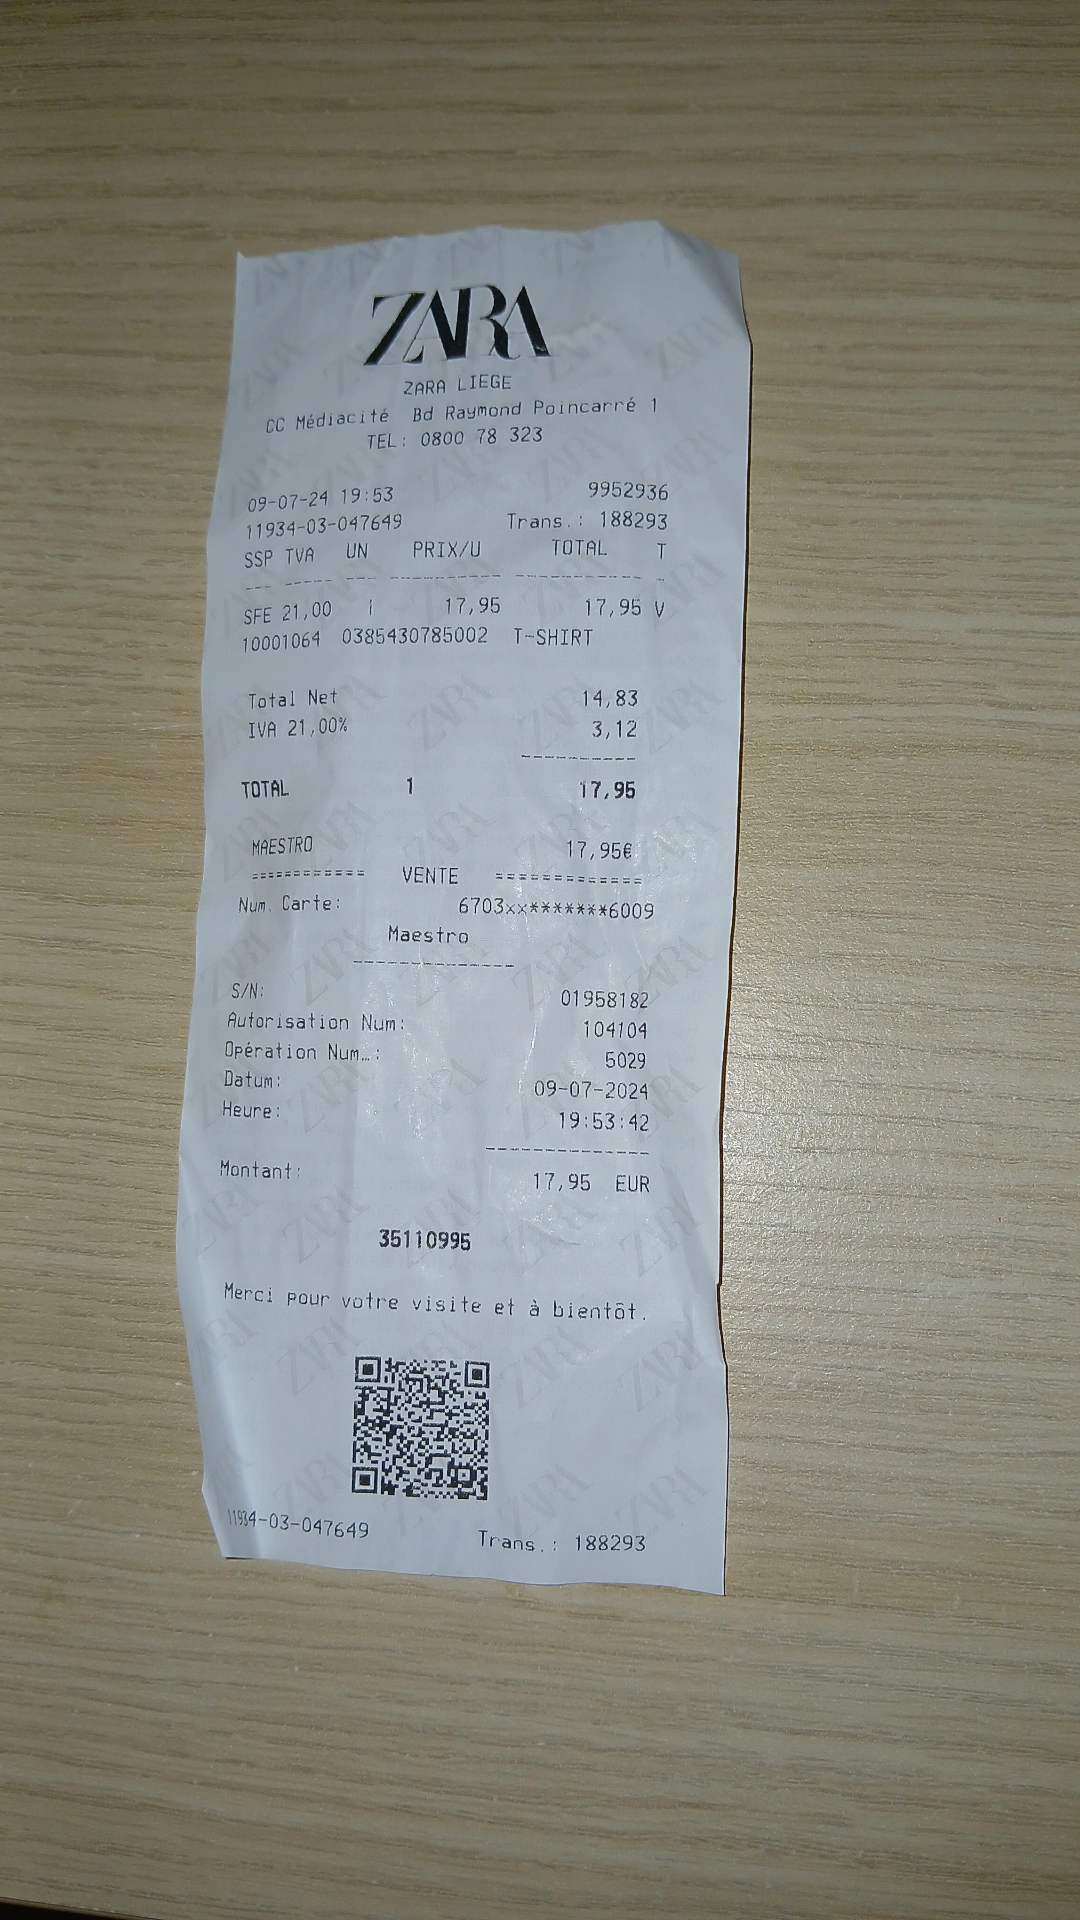 ZARA
ZARA LIEGE
CC Médiacité Bd Raymond Poincarré 1
TEL: 0800 78 323
09-07-24 19:53 9952936
11934-03-047649 Trans.: 188293
SSP TVA UN PRIX/U TOTAL T
SFE 21,00 1 17,95 17,95 V
10001064 0385430785002 T-SHIRT
Total Net 14,83
IVA 21,00% 3,12
TOTAL 1 17,95
MAESTRO 17,95€
============ VENTE =============
Num. Carte: 6703xx*******6009
Maestro
S/N: 01958182
Autorisation Num: 104104
Opération Num…: 5029
Datum: 09-07-2024
Heure: 19:53:42
Montant: 17,95 EUR
35110995
Merci pour votre visite et à bientôt.
11934-03-047649 Trans.: 188293